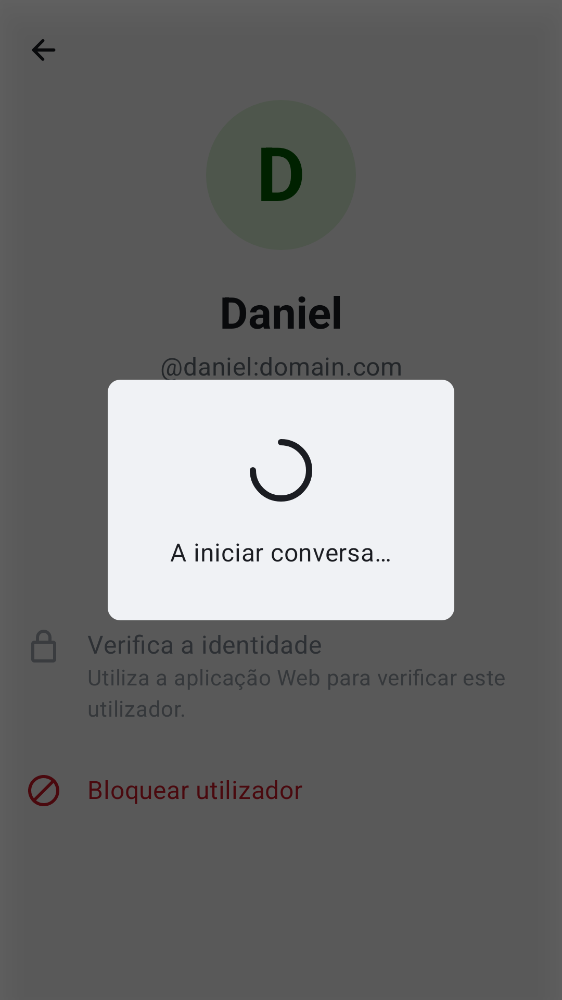 D
Daniel
@daniel:domain.com
A iniciar conversa…
Verifica a identidade
Utiliza a aplicação Web para verificar este
utilizador.
Bloquear utilizador